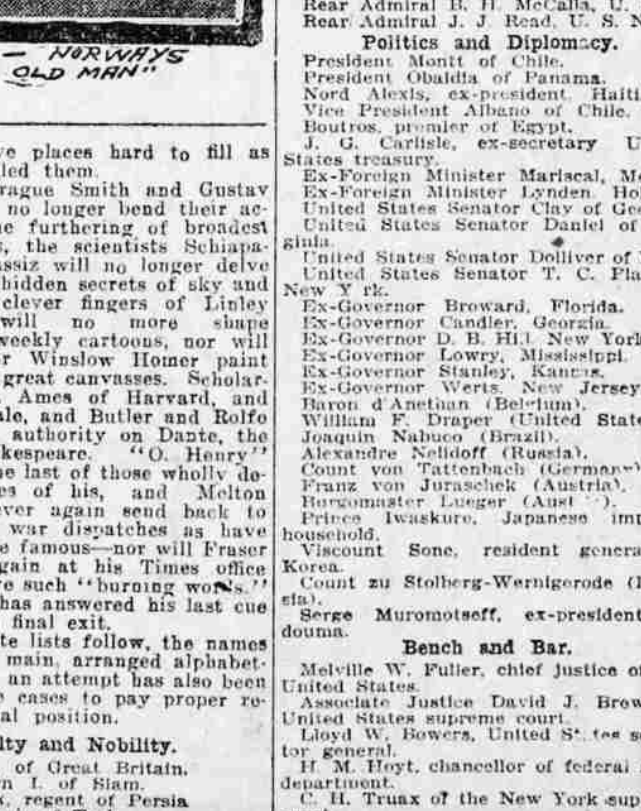 — NORWAYS
OLD MAN"
places hard to fill as
led them.
rague Smith and Gustav
no longer bend their ac-
e furthering of broadest
s, the scientists Schiapa-
assiz will no longer delve
hidden secrets of sky and
clever fingers of Linley
will no more shape
weekly cartoons, nor will
r Winslow Homer paint
great canvasses. Scholar-
Ames of Harvard, and
ale, and Butler and Rolfo
authority on Dante, the
kespeare. "O. Henry"
e last of those wholly de-
es of his, and Melton
ver again send back to
war dispatches as have
e famous—nor will Fraser
gain at his Times office
e such "burning wor's."
has answered his last cue
final exit.
te lists follow, the names
main, arranged alphabet-
an attempt has also been
e cases to pay proper re-
al position.
lty and Nobility.
of Great Britain.
n I. of Siam.
regent of Persia
Rear Admiral B. H. McCalla, U.
Rear Admiral J. J. Read, U. S. N
Politics and Diplomacy.
President Montt of Chile.
President Obaldia of Panama.
Nord Alexis, ex-president, Haiti
Vice President Albano of Chile.
Boutros, premier of Egypt.
J. G. Carlisle, ex-secretary U
States treasury.
Ex-Foreign Minister Mariscal, Me
Ex-Foreign Minister Lynden, Ho
United States Senator Clay of Geo
United States Senator Daniel of
ginia.
United States Senator Dolliver of
United States Senator T. C. Pla
New Y rk.
Ex-Governor Broward, Florida.
Ex-Governor Candler, Georgia.
Ex-Governor D. B. Hil. New York
Ex-Governor Lowry, Mississippi.
Ex-Governor Stanley, Kansas.
Ex-Governor Werts, New Jersey
Baron d'Anethan (Belgium).
William F. Draper (United State
Joaquin Nabuco (Brazil).
Alexandre Nelidoff (Russia).
Count von Tattenbach (Germany)
Franz von Juraschek (Austria).
Burgomaster Lueger (Aust
Prince Iwaskure, Japanese imp
household.
Viscount Sone, resident genera
Korea.
Count zu Stolberg-Wernigerode (
sia).
Serge Muromotseff, ex-president
douma.
Bench and Bar.
Melville W. Fuller, chief justice of
United States.
Associate Justice David J. Brew
United States supreme court.
Lloyd W. Bowers, United St tes s
tor general.
H. M. Hoyt, chancellor of federal
department.
C. H. Truax of the New York sup